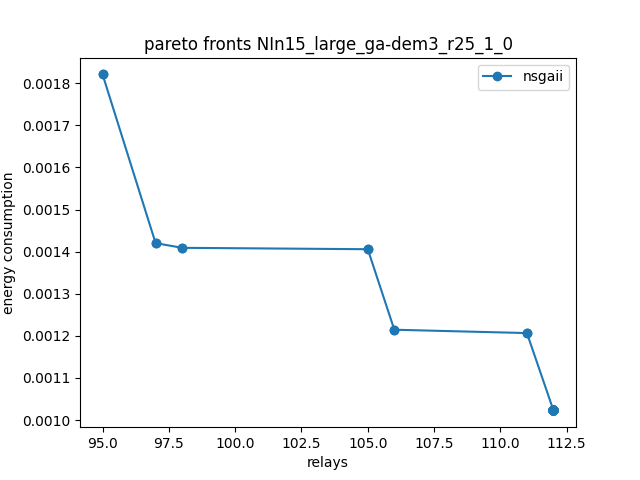 pareto fronts NIn15_large_ga-dem3_r25_1_0
nsgaii
0.0018
0.0017
0.0016
0.0015
0.0014
0.0013
0.0012
0.0011
0.0010
energy consumption
95.0 97.5 100.0 102.5 105.0 107.5 110.0 112.5
relays